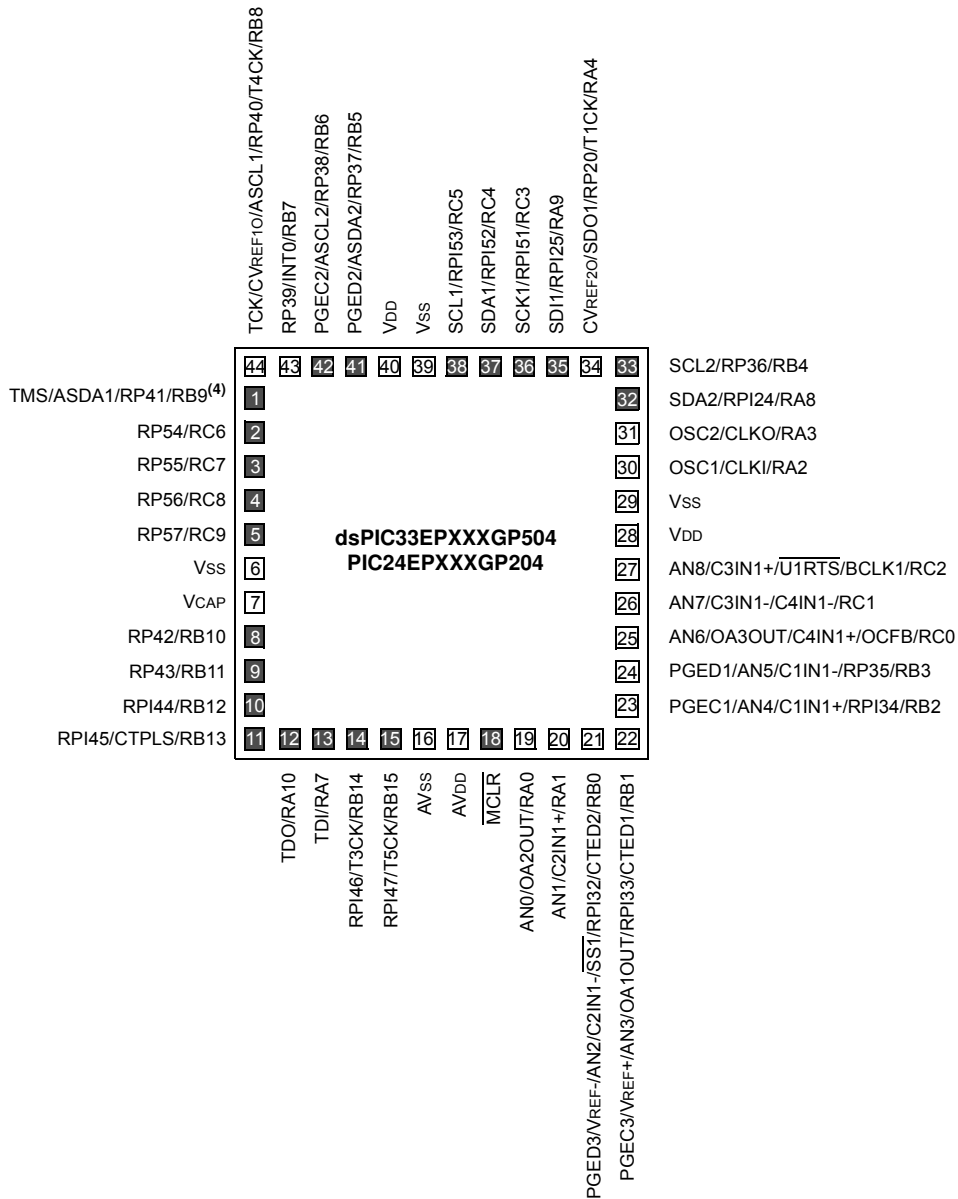 TCK/CVREF1O/ASCL1/RP40/T4CK/RB8
RP39/INT0/RB7
PGEC2/ASCL2/RP38/RB6
PGED2/ASDA2/RP37/RB5
VDD
VSS
SCL1/RPI53/RC5
SDA1/RPI52/RC4
SCK1/RPI51/RC3
SDI1/RPI25/RA9
CVREF2O/SDO1/RP20/T1CK/RA4
44 43 42 41 40 39 38 37 36 35 34 33 SCL2/RP36/RB4
TMS/ASDA1/RP41/RB9(4) 1 32 SDA2/RPI24/RA8
RP54/RC6 2 31 OSC2/CLKO/RA3
RP55/RC7 3 30 OSC1/CLKI/RA2
RP56/RC8 4 29 VSS
RP57/RC9 5 28 VDD
dsPIC33EPXXXGP504
PIC24EPXXXGP204
VSS 6 27 AN8/C3IN1+/U1RTS/BCLK1/RC2
VCAP 7 26 AN7/C3IN1-/C4IN1-/RC1
RP42/RB10 8 25 AN6/OA3OUT/C4IN1+/OCFB/RC0
RP43/RB11 9 24 PGED1/AN5/C1IN1-/RP35/RB3
RPI44/RB12 10 23 PGEC1/AN4/C1IN1+/RPI34/RB2
RPI45/CTPLS/RB13 11 12 13 14 15 16 17 18 19 20 21 22
TDO/RA10
TDI/RA7
RPI46/T3CK/RB14
RPI47/T5CK/RB15
AVSS
AVDD
MCLR
AN0/OA2OUT/RA0
AN1/C2IN1+/RA1
PGED3/VREF-/AN2/C2IN1-/SS1/RPI32/CTED2/RB0
PGEC3/VREF+/AN3/OA1OUT/RPI33/CTED1/RB1